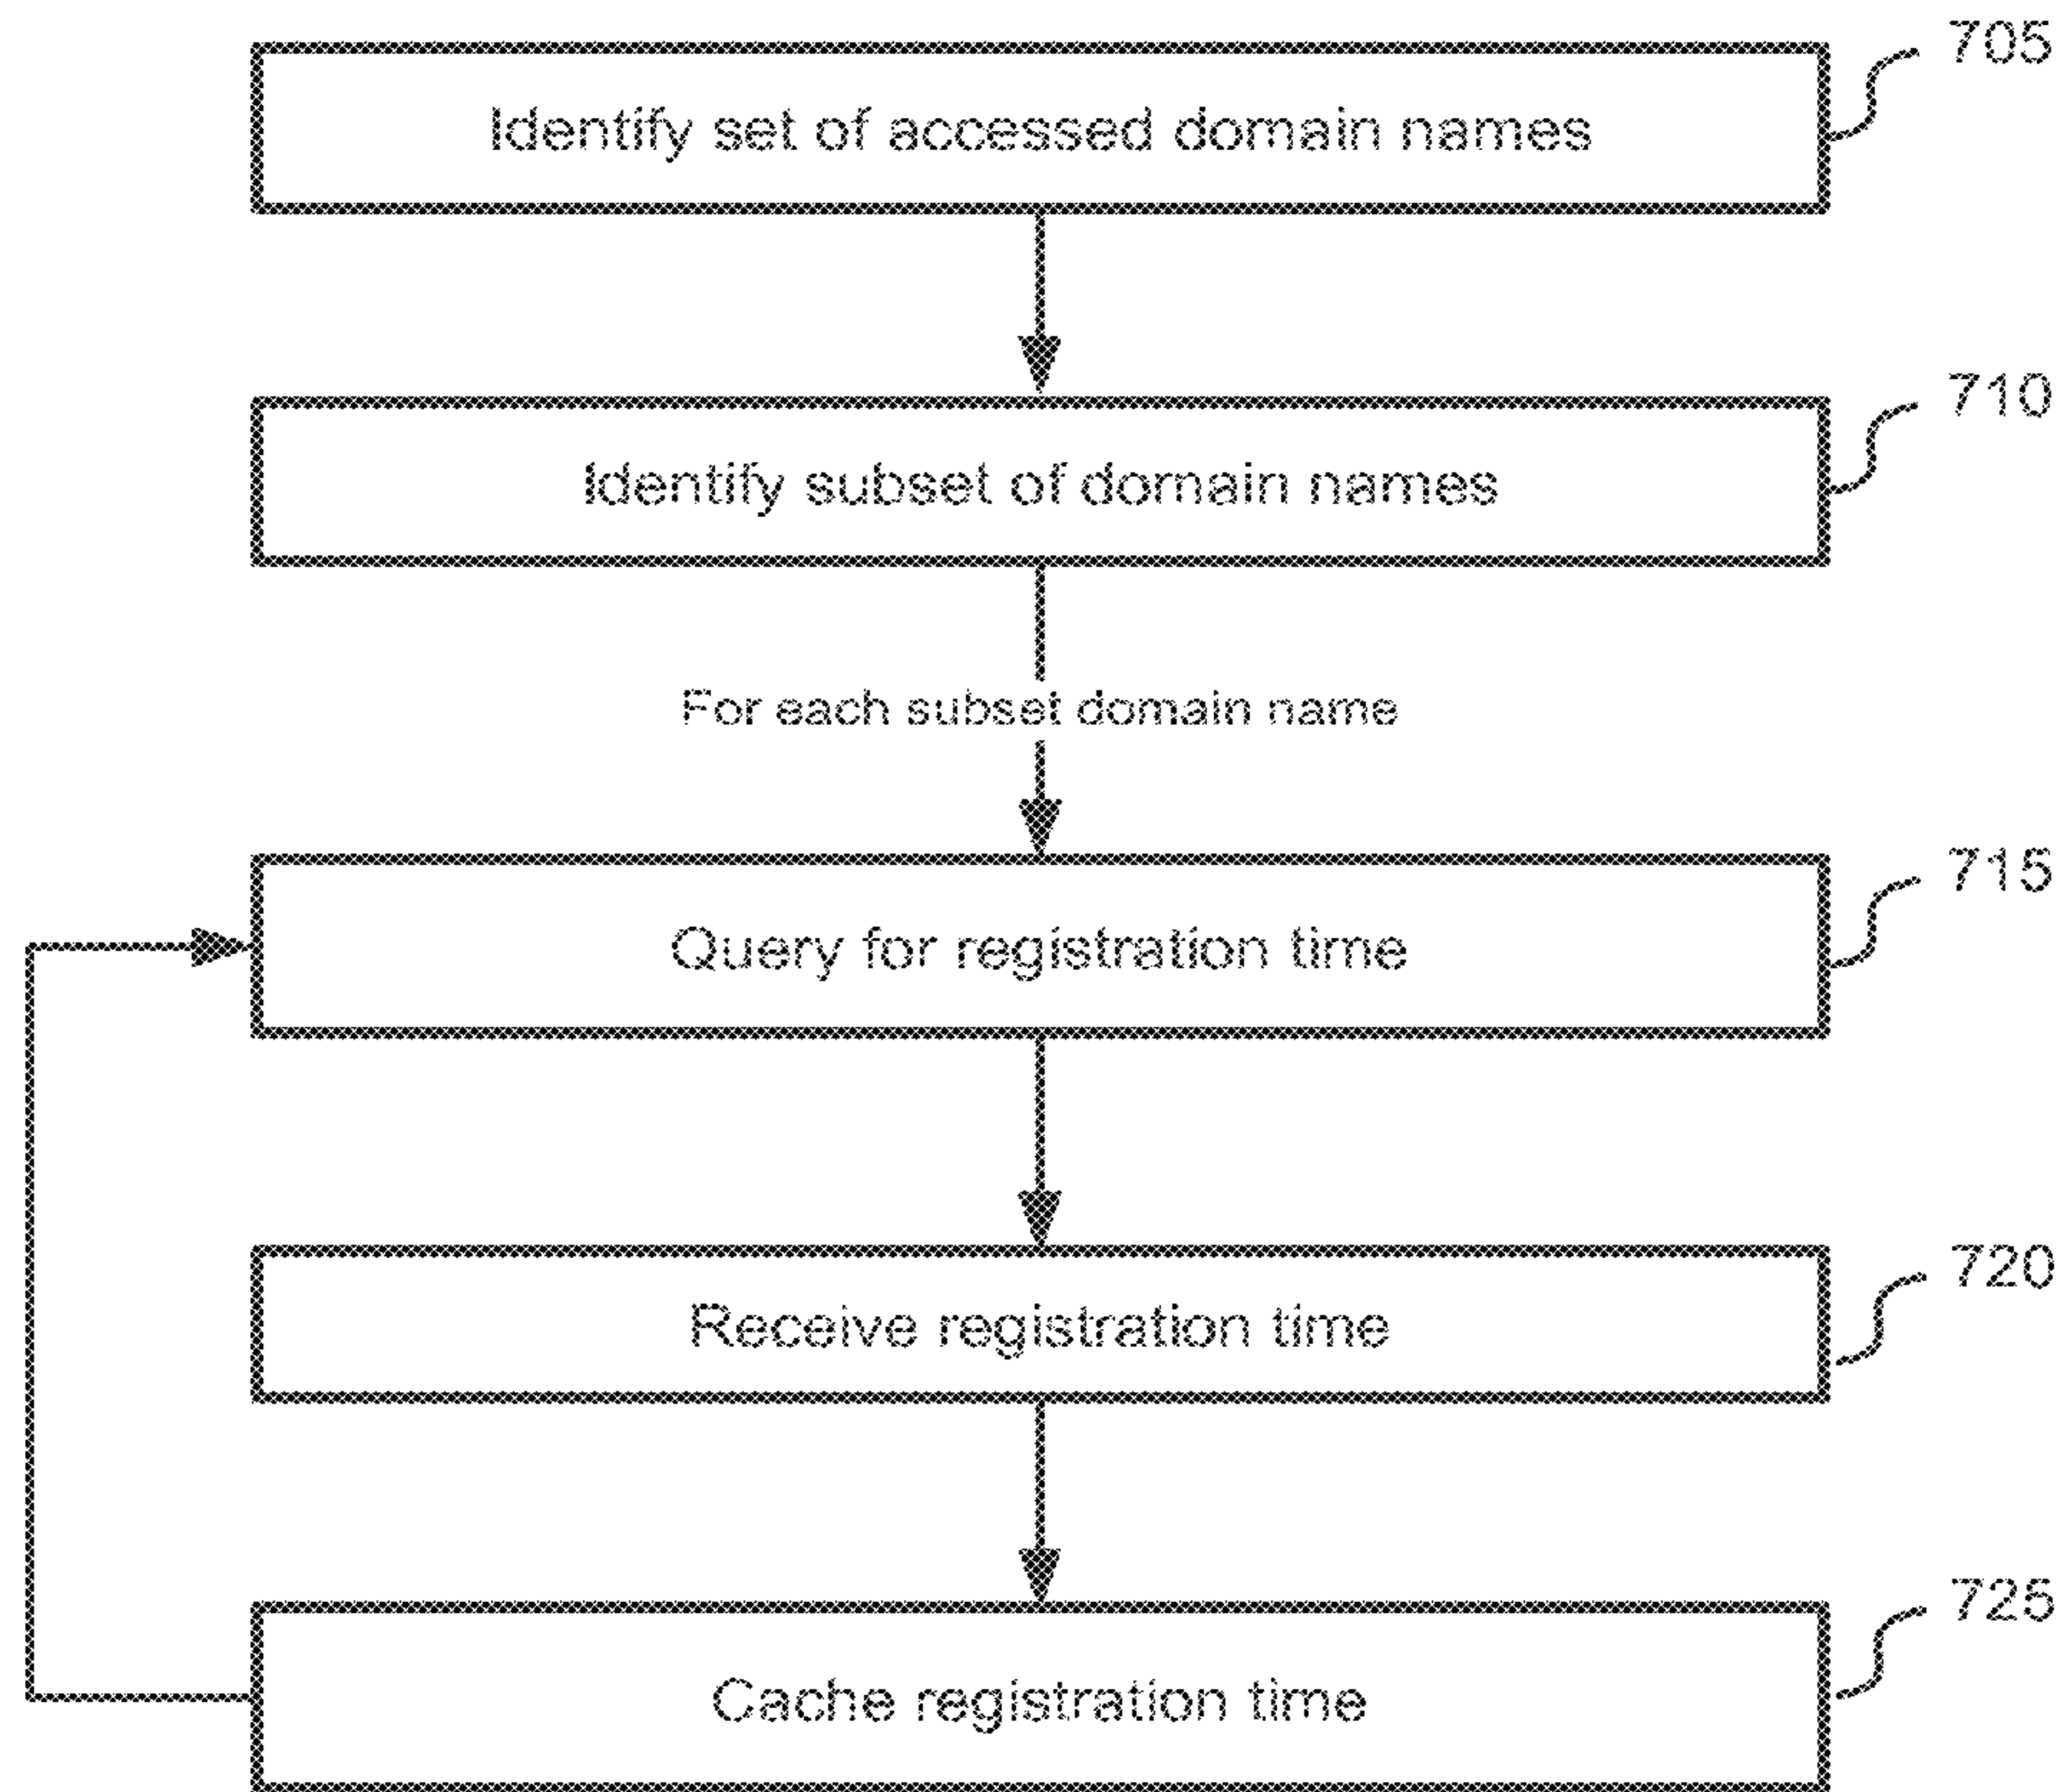 705
Identify set of accessed domain names
710
Identify subset of domain names
For each subset domain name
715
Query for registration time
720
Receive registration time
725
Cache registration time